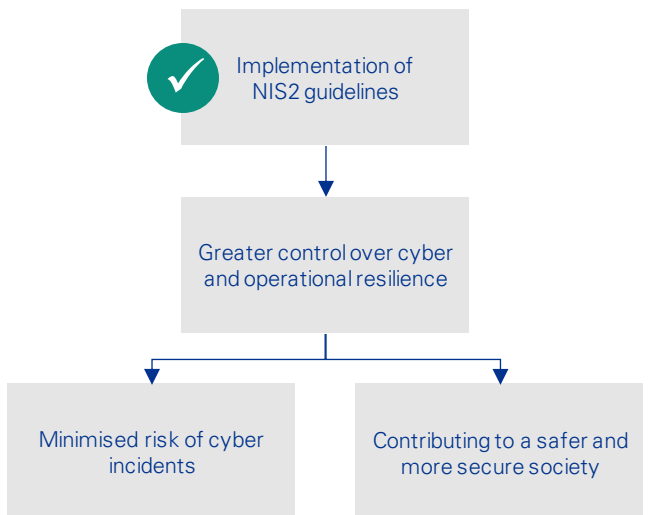 Implementation of
NIS2 guidelines
Greater control over cyber
and operational resilience
Minimised risk of cyber
incidents
Contributing to a safer and
more secure society